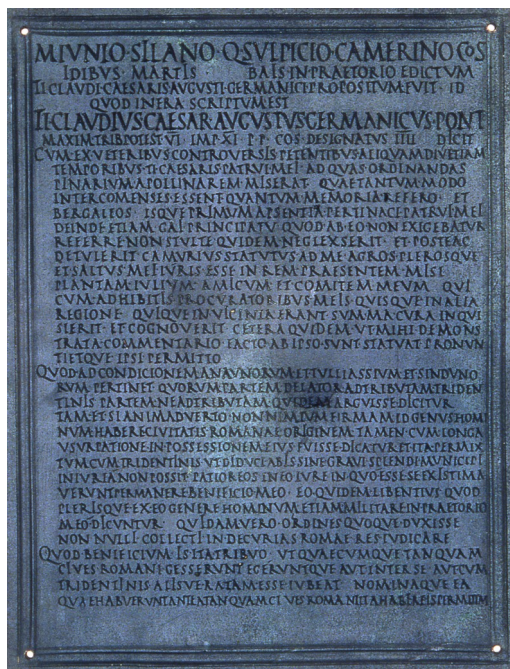 M·IVNIO·SILANO·Q·SVLPICIO·CAMERINO·COS
IDIBVS·MARTIS·BAIS·IN·PRAETORIO·EDICTVM
TI·CLAVDI·CAESARIS·AVGVSTI·GERMANICI·PROPOSITVM·FVIT·ID
QVOD·INFRA·SCRIPTVM·EST
TI·CLAVDIVS·CAESAR·AVGVSTVS·GERMANICVS·PONT
MAXIM·TRIB·POTEST·VI·IMP·XI·P·P·COS·DESIGNATVS·IIII·DICIT
CVM·EX·VETERIBVS·CONTROVERSIS·PETENTIBVS·ALIQVAMDIV·ETIAM
TEMPORIBVS·TI·CAESARIS·PATRVI·MEI·AD·QVAS·ORDINANDAS
PINARIVM·APOLLINAREM·MISERAT·QVAE·TANTVM·MODO
INTER·COMENSES·ESSENT·QVANTVM·MEMORIA·REFERO·ET
BERGALEOS·ISQVE·PRIMVM·APSENTIA·PERTINACI·PATRVI·MEI
DEINDE·ETIAM·GAI·PRINCIPATV·QVOD·AB·EO·NON·EXIGEBATVR
REFERRE·NON·STVLTE·QVIDEM·NEGLEXSERIT·ET·POSTEAC
DETVLERIT·CAMVRIVS·STATVTVS·AD·ME·AGROS·PLEROSQVE
ET·SALTVS·MEI·IVRIS·ESSE·IN·REM·PRAESENTEM·MISI
PLANTAM·IVLIVM·AMICVM·ET·COMITEM·MEVM·QVI
CVM·ADHIBITIS·PROCVRATORIBVS·MEIS·QVISQVE·IN·ALIA
REGIONE·QVIQVE·IN·VICINIA·ERANT·SVMMA·CVRA·INQVI
SIERIT·ET·COGNOVERIT·CETERA·QVIDEM·VT·MIHI·DEMONS
TRATA·COMMENTARIO·FACTO·AB·IPSO·SVNT·STATVAT·PRONVN
TIETQVE·IPSI·PERMITTO
QVOD·AD·CONDICIONEM·ANAVNORVM·ET·TVLLIASSIVM·ET·SINDVNO
RVM·PERTINET·QVORVM·PARTEM·DELATOR·ADTRIBVTAM·TRIDEN
TINIS·PARTEM·NE·ADTRIBVTAM·QVIDEM·ARGVISSE·DICITVR
TAM·ET·SI·ANIMADVERTO·NON·NIMIVM·FIRMAM·ID·GENVS·HOMI
NVM·HABERE·CIVITATIS·ROMANAE·ORIGINEM·TAMEN·CVM·LONGA
VSVRPATIONE·IN·POSSESSIONEM·EIVS·FVISSE·DICATVR·ET·ITA·PERMIX
TVM·CVM·TRIDENTINIS·VT·DIDVCI·AB·IS·SINE·GRAVI·SPLENDI·MVNICIPI
INIVRIA·NON·POSSIT·PATIOR·EOS·IN·EO·IVRE·IN·QVO·ESSE·SE·EXISTIMA
VERVNT·PERMANERE·BENEFICIO·MEO·EO·QVIDEM·LIBENTIVS·QVOD
PLERISQVE·EX·EO·GENERE·HOMINVM·ETIAM·MILITARE·IN·PRAETORIO
MEO·DICVNTVR·QVIDAM·VERO·ORDINES·QVOQVE·DVXISSE
NON·NVLLI·COLLECTI·IN·DECVRIAS·ROMAE·RES·IVDICARE
QVOD·BENIFICIVM·IS·ITA·TRIBVO·VT·QVAECVMQVE·TANQVAM
CIVES·ROMANI·GESSERVNT·EGERVNTQVE·AVT·INTER·SE·AVT·CVM
TRIDENTINIS·ALISVE·RATA·ESSE·IVBEAT·NOMINAQVE·EA
QVAE·HABVERVNT·ANTEA·TANQVAM·CIVES·ROMANI·ITA·HABERE·IS·PERMITTAM